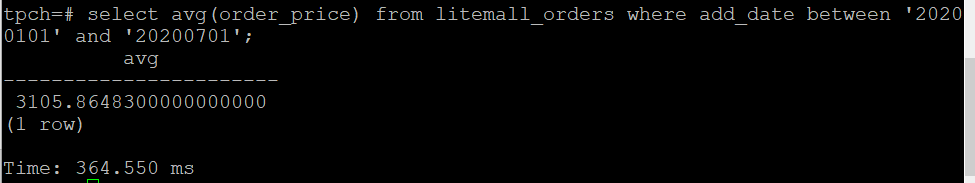 tpch=# select avg(order_price) from litemall_orders where add_date between '2020
0101' and '20200701';
avg
-----------------------
3105.8648300000000000
(1 row)
Time: 364.550 ms